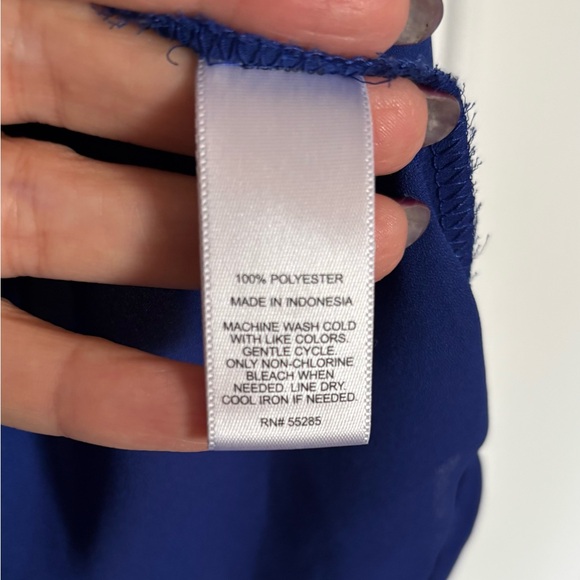 100% POLYESTER
MADE IN INDONESIA
MACHINE WASH COLD
WITH LIKE COLORS.
GENTLE CYCLE.
ONLY NON-CHLORINE
BLEACH WHEN
NEEDED. LINE DRY.
COOL IRON IF NEEDED.
RN# 55285